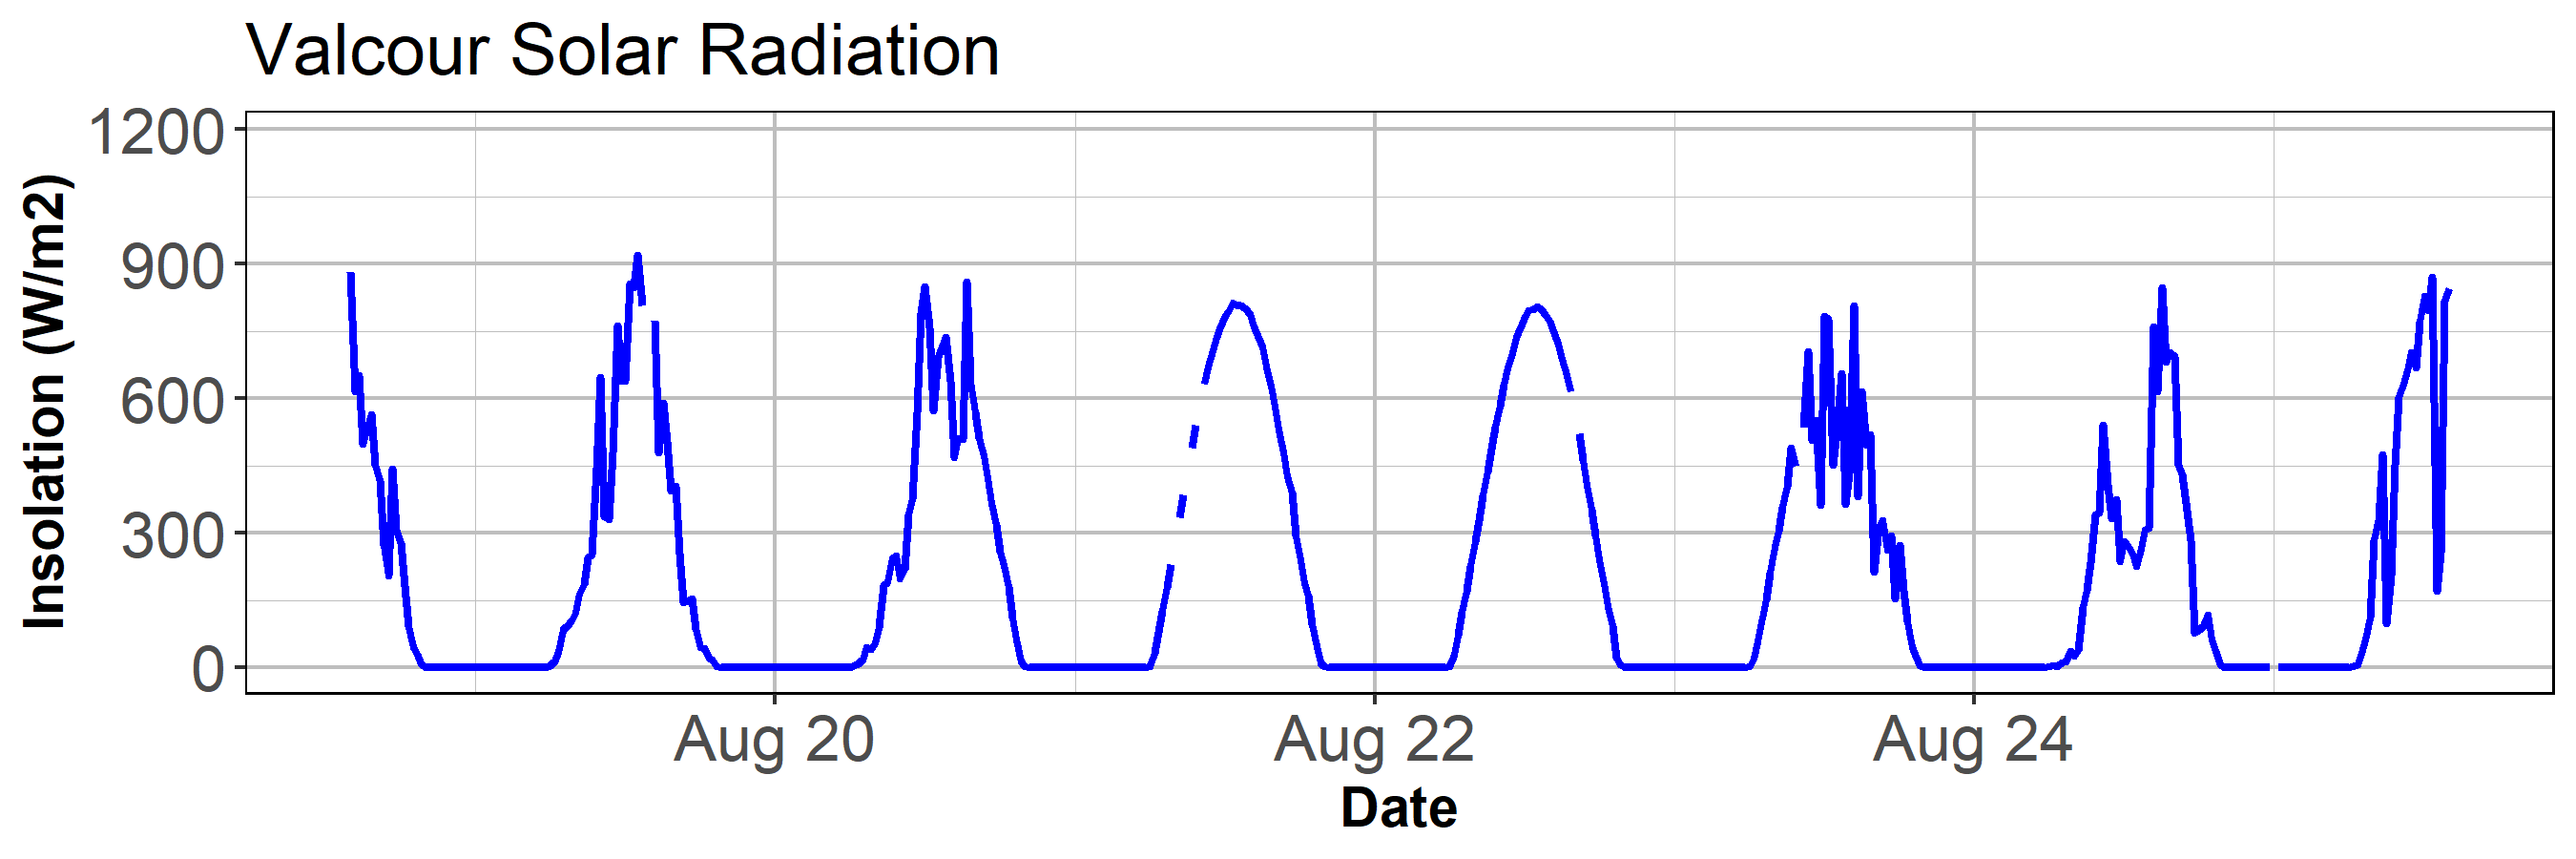 Valcour Solar Radiation
Insolation (W/m2)
1200
900
600
300
0
Aug 20
Aug 22
Aug 24
Date